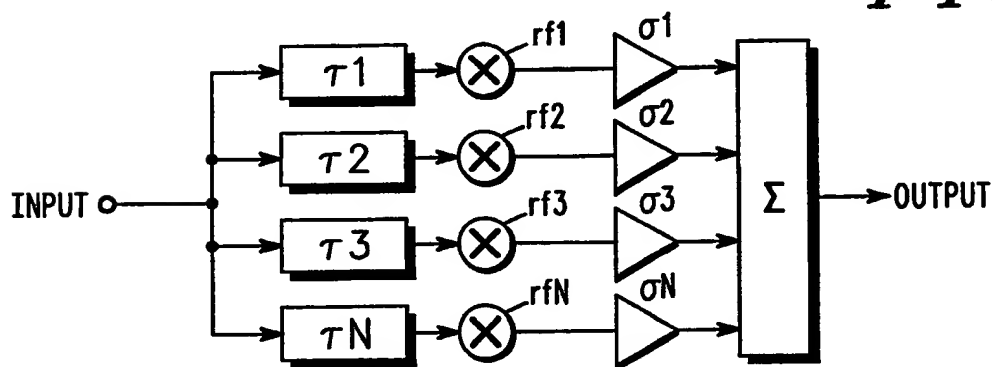 τ1 rf1 σ1
τ2 rf2 σ2
INPUT Σ OUTPUT
τ3 rf3 σ3
τN rfN σN